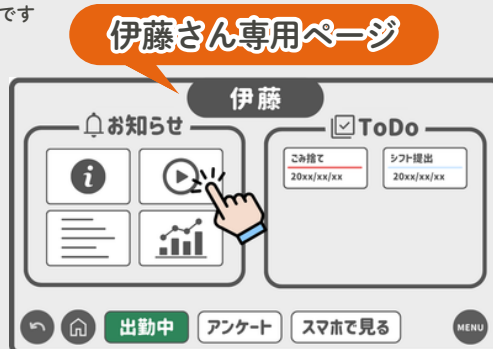 です
伊藤さん専用ページ
伊藤
お知らせ
ToDo
ごみ捨て
20xx/xx/xx
シフト提出
20xx/xx/xx
i
出勤中
アンケート
スマホで見る
MENU